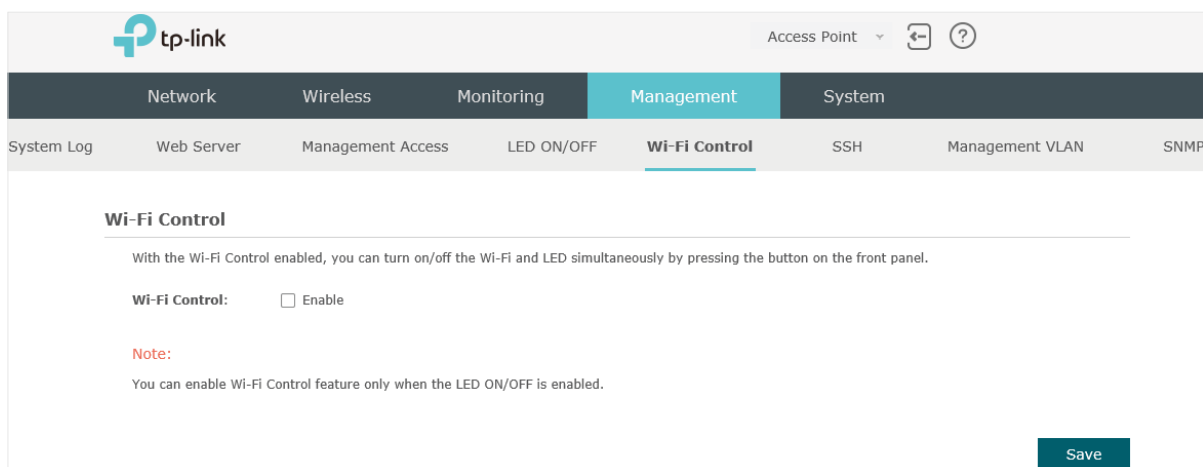 tp-link
Access Point
Network Wireless Monitoring Management System
System Log Web Server Management Access LED ON/OFF Wi-Fi Control SSH Management VLAN SNMP
Wi-Fi Control
With the Wi-Fi Control enabled, you can turn on/off the Wi-Fi and LED simultaneously by pressing the button on the front panel.
Wi-Fi Control: Enable
Note:
You can enable Wi-Fi Control feature only when the LED ON/OFF is enabled.
Save